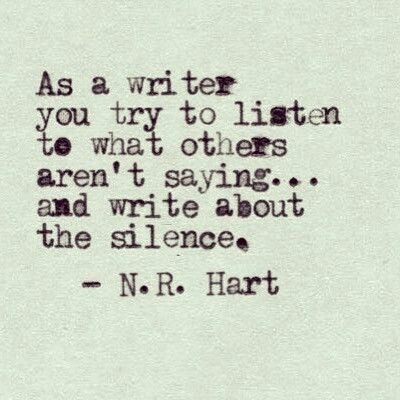 As a writer
you try to listen
to what others
aren't saying...
and write about
the silence.
- N.R. Hart